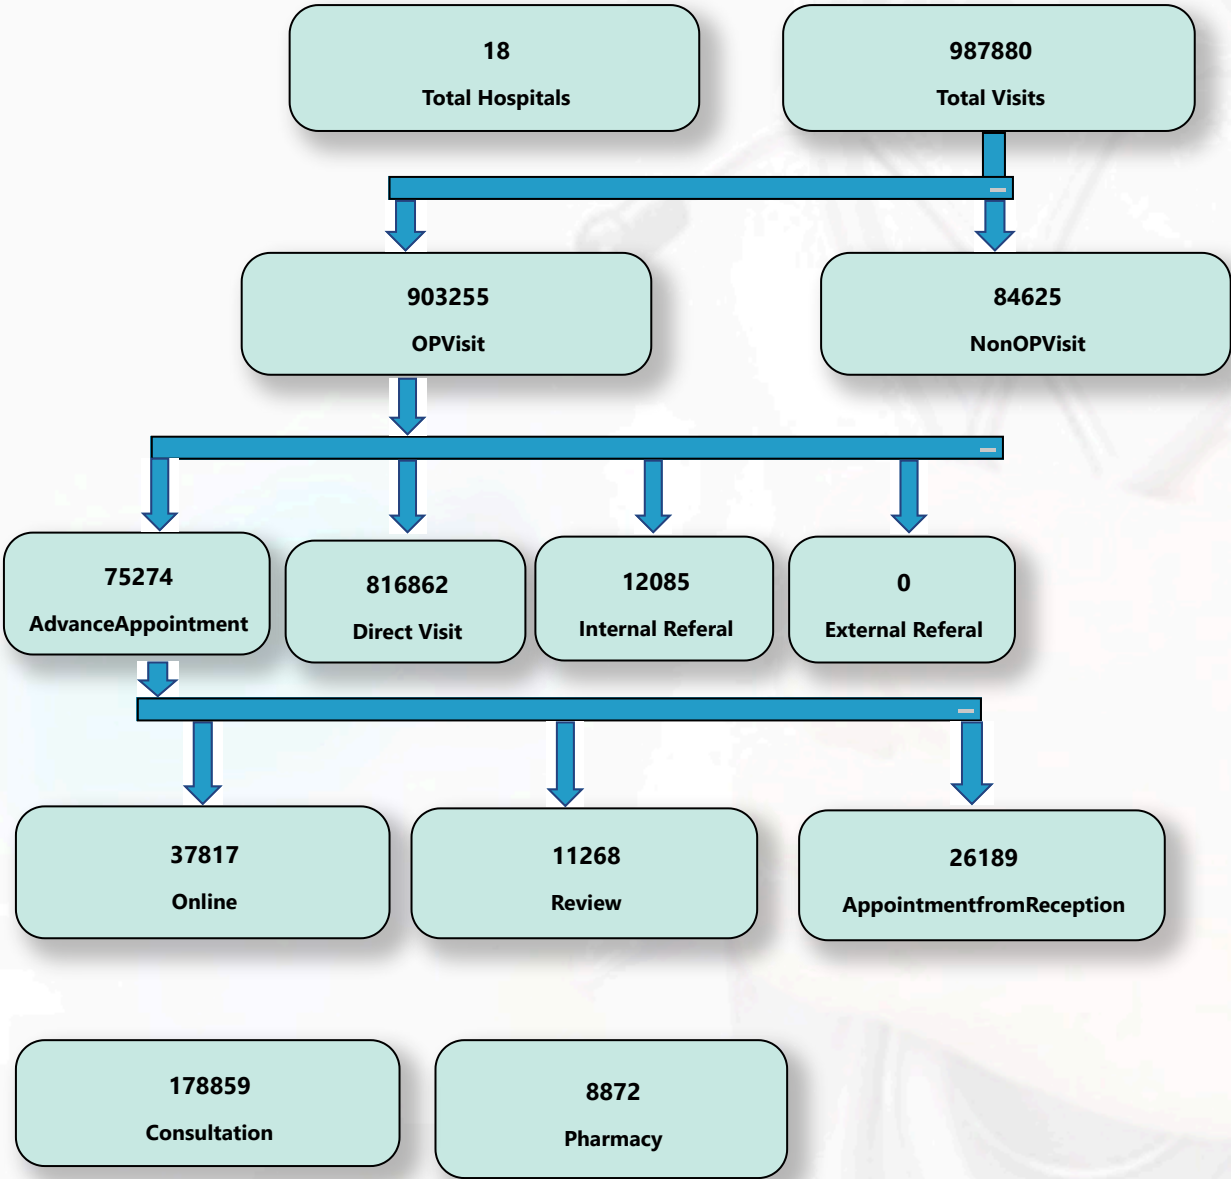 18
Total Hospitals
987880
Total Visits
903255
OPVisit
84625
NonOPVisit
75274
AdvanceAppointment
816862
Direct Visit
12085
Internal Referal
0
External Referal
37817
Online
11268
Review
26189
AppointmentfromReception
178859
Consultation
8872
Pharmacy